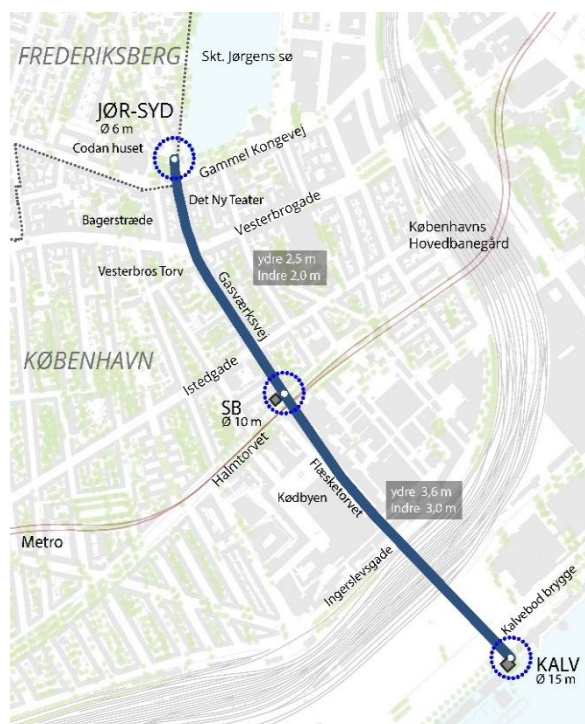 FREDERIKSBERG
Skt. Jørgens sø
JØR-SYD
Ø 6 m
Codan huset
Gammel Kongevej
Det Ny Teater
Bagerstræde
Vesterbrogade
Københavns
Hovedbanegård
ydre 2,5 m
Indre 2,0 m
Vesterbros Torv
Gasværksvej
KØBENHAVN
Istedgade
SB
Ø 10 m
Halmtorvet
Flæsketorvet
Kødbyen
ydre 3,6 m
Indre 3,0 m
Metro
Ingerslevsgade
Kalvebod brygge
KALV
Ø 15 m